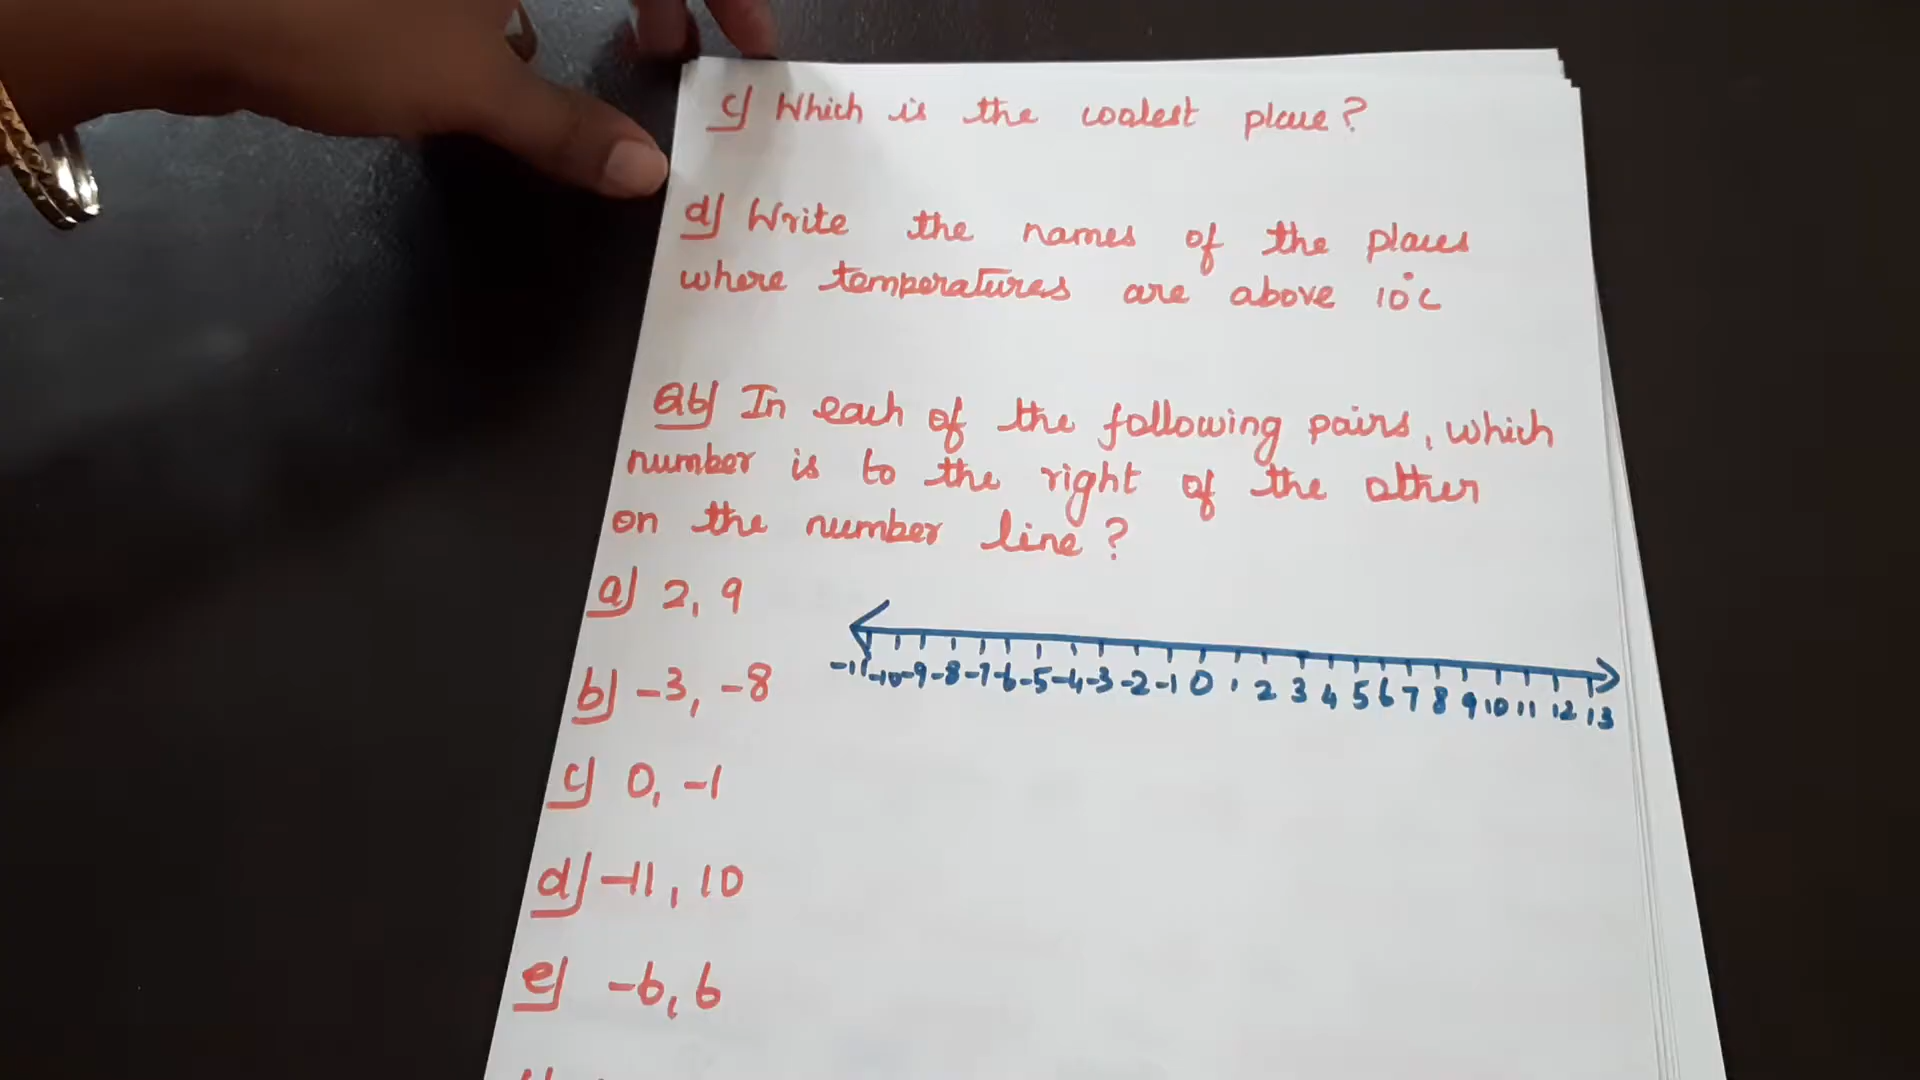 c) Which is the coolest place?
d) Write the names of the places
where temperatures are above 10°C
Q6) In each of the following pairs, which
number is to the right of the other
on the number line?
a) 2, 9
-11 -10 -9 -8 -7 -6 -5 -4 -3 -2 -1 0 1 2 3 4 5 6 7 8 9 10 11 12 13
b) -3, -8
c) 0, -1
d) -11, 10
e) -6, 6